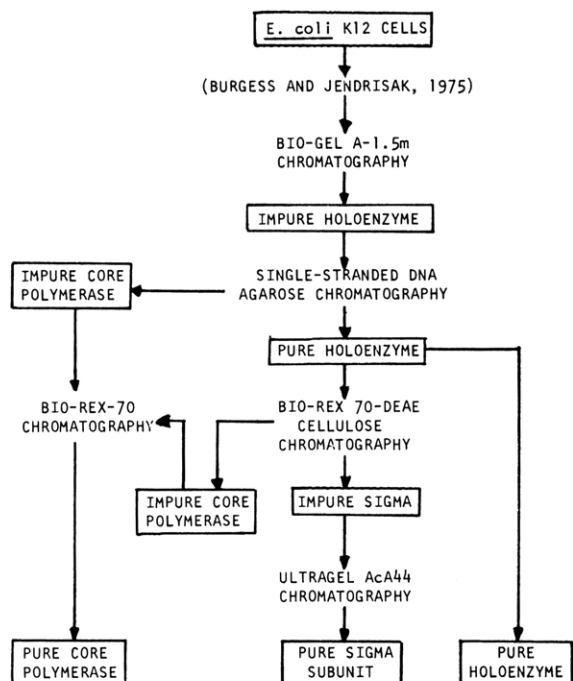 E. coli K12 CELLS
(BURGESS AND JENDRISAK, 1975)
BIO-GEL A-1.5m
CHROMATOGRAPHY
IMPURE HOLOENZYME
IMPURE CORE
POLYMERASE
SINGLE-STRANDED DNA
AGAROSE CHROMATOGRAPHY
PURE HOLOENZYME
BIO-REX-70
CHROMATOGRAPHY
BIO-REX 70-DEAE
CELLULOSE
CHROMATOGRAPHY
IMPURE CORE
POLYMERASE
IMPURE SIGMA
ULTRAGEL AcA44
CHROMATOGRAPHY
PURE CORE
POLYMERASE
PURE SIGMA
SUBUNIT
PURE
HOLOENZYME